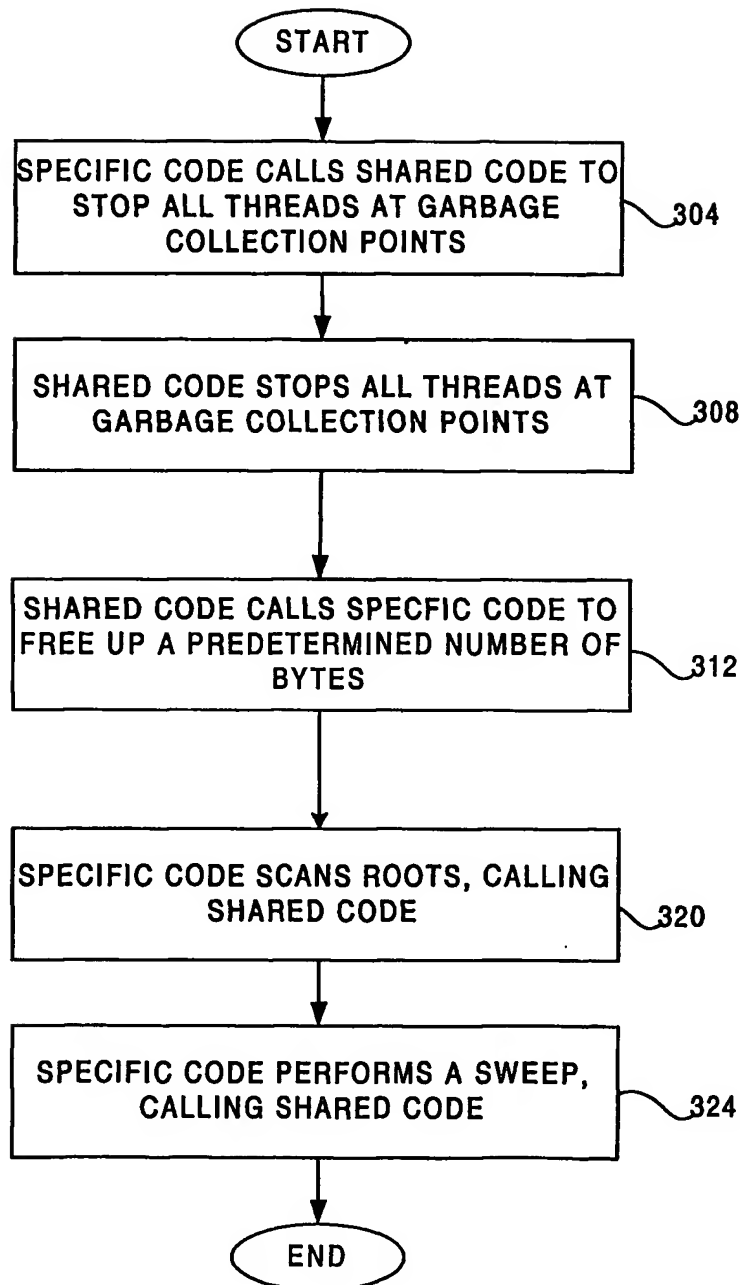 START
SPECIFIC CODE CALLS SHARED CODE TO
STOP ALL THREADS AT GARBAGE
COLLECTION POINTS
304
SHARED CODE STOPS ALL THREADS AT
GARBAGE COLLECTION POINTS
308
SHARED CODE CALLS SPECFIC CODE TO
FREE UP A PREDETERMINED NUMBER OF
BYTES
312
SPECIFIC CODE SCANS ROOTS, CALLING
SHARED CODE
320
SPECIFIC CODE PERFORMS A SWEEP,
CALLING SHARED CODE
324
END